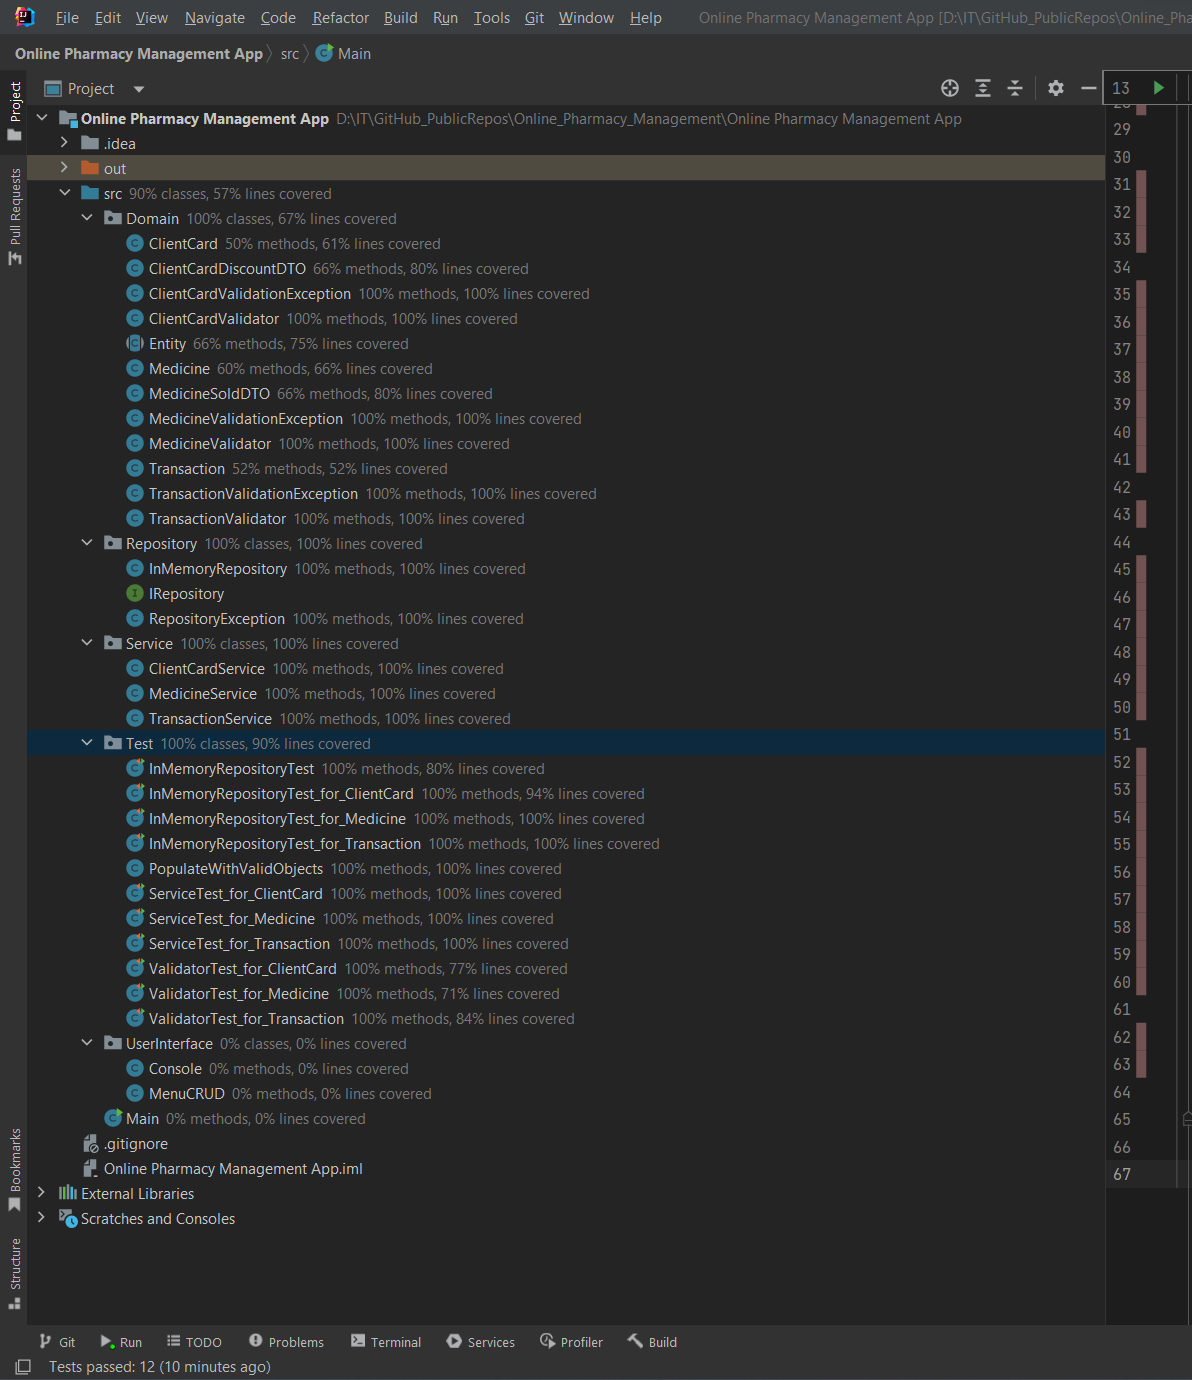 File Edit View Navigate Code Refactor Build Run Tools Git Window Help Online Pharmacy Management App [D:\IT\GitHub_PublicRepos\Online_Pha
Online Pharmacy Management App src Main
Project
13
Online Pharmacy Management App D:\IT\GitHub_PublicRepos\Online_Pharmacy_Management\Online Pharmacy Management App
.idea
out
src 90% classes, 57% lines covered
Domain 100% classes, 67% lines covered
ClientCard 50% methods, 61% lines covered
ClientCardDiscountDTO 66% methods, 80% lines covered
ClientCardValidationException 100% methods, 100% lines covered
ClientCardValidator 100% methods, 100% lines covered
Entity 66% methods, 75% lines covered
Medicine 60% methods, 66% lines covered
MedicineSoldDTO 66% methods, 80% lines covered
MedicineValidationException 100% methods, 100% lines covered
MedicineValidator 100% methods, 100% lines covered
Transaction 52% methods, 52% lines covered
TransactionValidationException 100% methods, 100% lines covered
TransactionValidator 100% methods, 100% lines covered
Repository 100% classes, 100% lines covered
InMemoryRepository 100% methods, 100% lines covered
IRepository
RepositoryException 100% methods, 100% lines covered
Service 100% classes, 100% lines covered
ClientCardService 100% methods, 100% lines covered
MedicineService 100% methods, 100% lines covered
TransactionService 100% methods, 100% lines covered
Test 100% classes, 90% lines covered
InMemoryRepositoryTest 100% methods, 80% lines covered
InMemoryRepositoryTest_for_ClientCard 100% methods, 94% lines covered
InMemoryRepositoryTest_for_Medicine 100% methods, 100% lines covered
InMemoryRepositoryTest_for_Transaction 100% methods, 100% lines covered
PopulateWithValidObjects 100% methods, 100% lines covered
ServiceTest_for_ClientCard 100% methods, 100% lines covered
ServiceTest_for_Medicine 100% methods, 100% lines covered
ServiceTest_for_Transaction 100% methods, 100% lines covered
ValidatorTest_for_ClientCard 100% methods, 77% lines covered
ValidatorTest_for_Medicine 100% methods, 71% lines covered
ValidatorTest_for_Transaction 100% methods, 84% lines covered
UserInterface 0% classes, 0% lines covered
Console 0% methods, 0% lines covered
MenuCRUD 0% methods, 0% lines covered
Main 0% methods, 0% lines covered
.gitignore
Online Pharmacy Management App.iml
External Libraries
Scratches and Consoles
29
30
31
32
33
34
35
36
37
38
39
40
41
42
43
44
45
46
47
48
49
50
51
52
53
54
55
56
57
58
59
60
61
62
63
64
65
66
67
Project
Pull Requests
Bookmarks
Structure
Git Run TODO Problems Terminal Services Profiler Build
Tests passed: 12 (10 minutes ago)